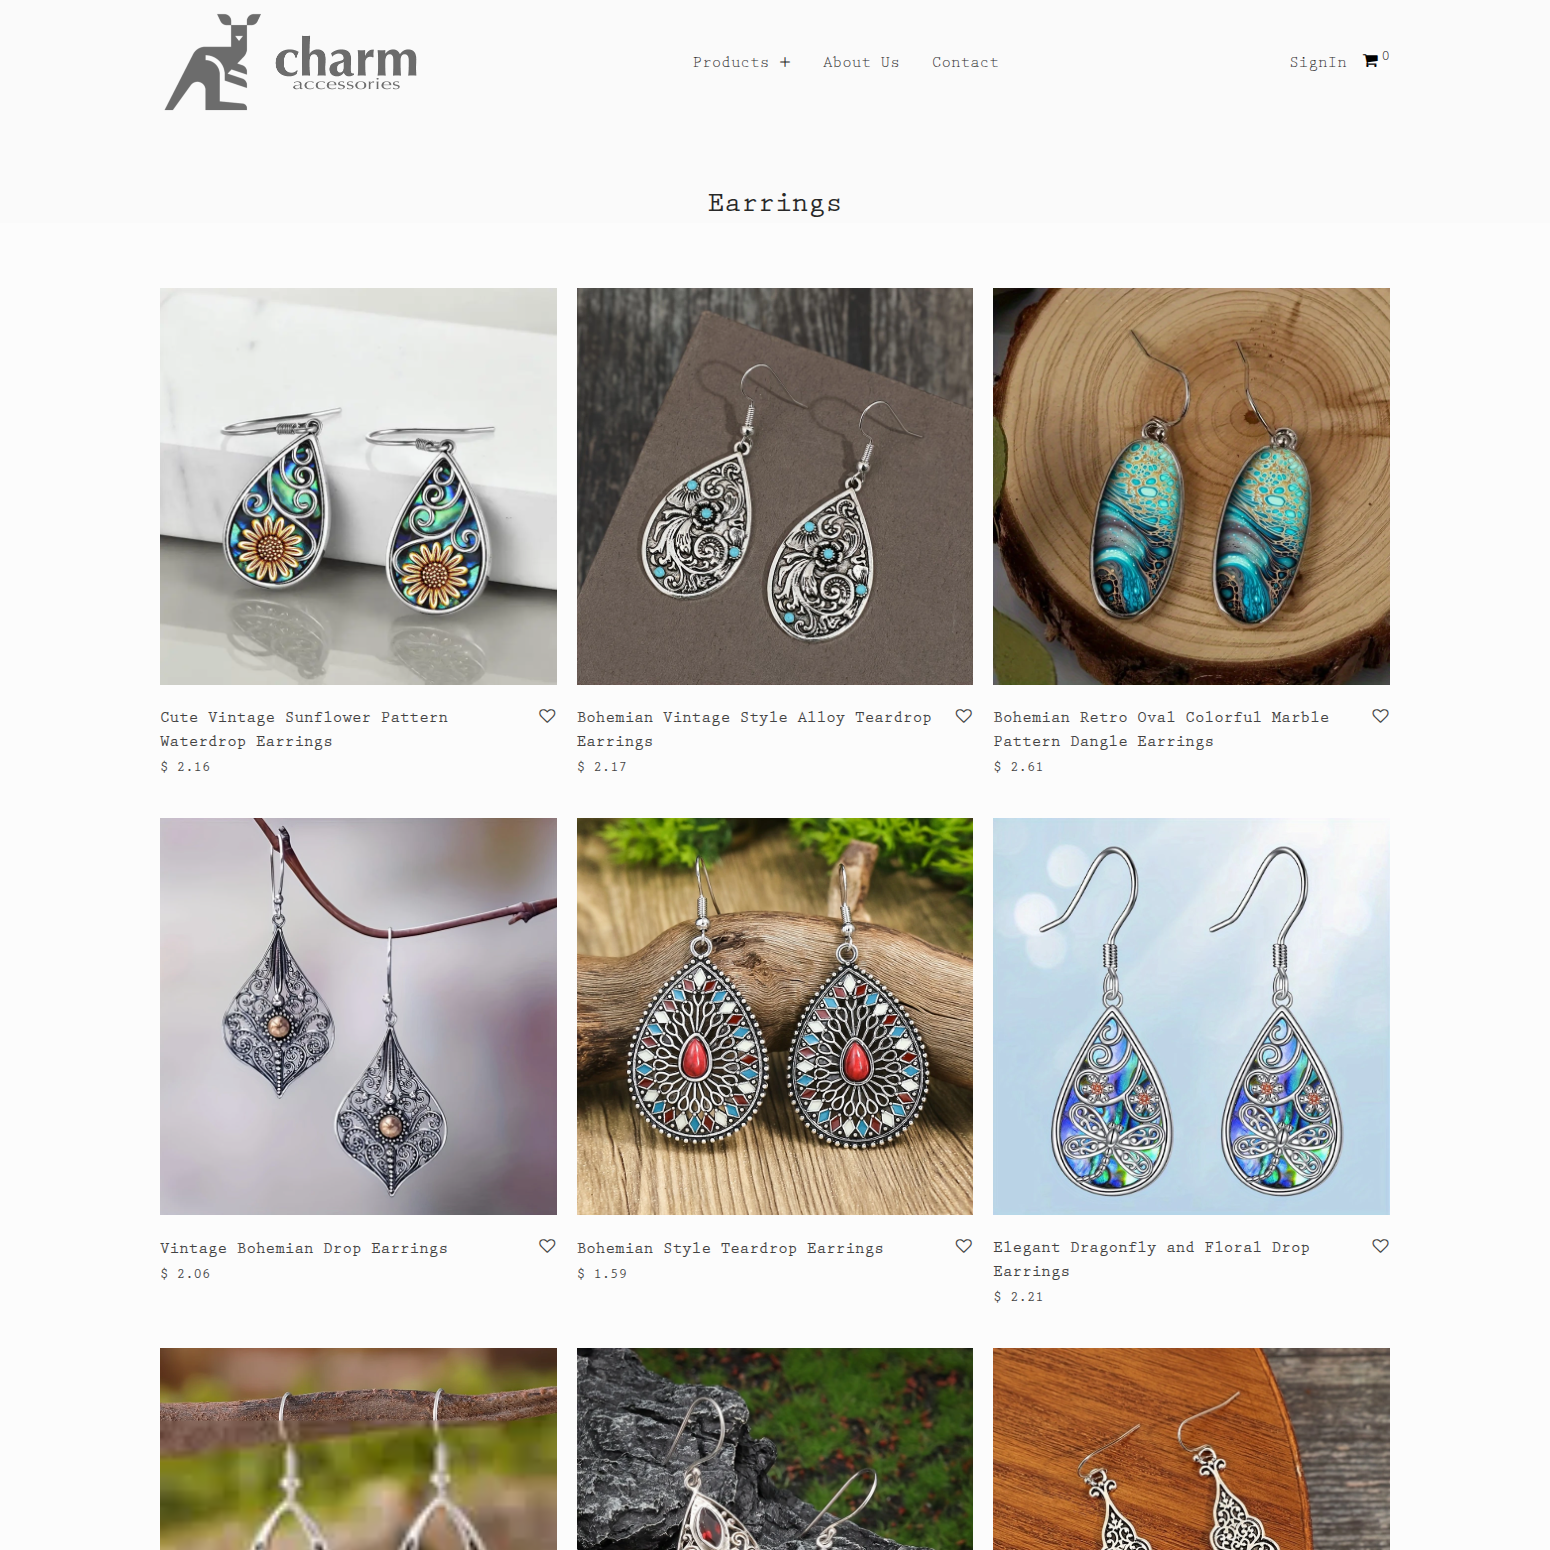 charm
accessories
Products +
About Us
Contact
SignIn
0
Earrings
Cute Vintage Sunflower Pattern
Waterdrop Earrings
$ 2.16
Bohemian Vintage Style Alloy Teardrop
Earrings
$ 2.17
Bohemian Retro Oval Colorful Marble
Pattern Dangle Earrings
$ 2.61
Vintage Bohemian Drop Earrings
$ 2.06
Bohemian Style Teardrop Earrings
$ 1.59
Elegant Dragonfly and Floral Drop
Earrings
$ 2.21